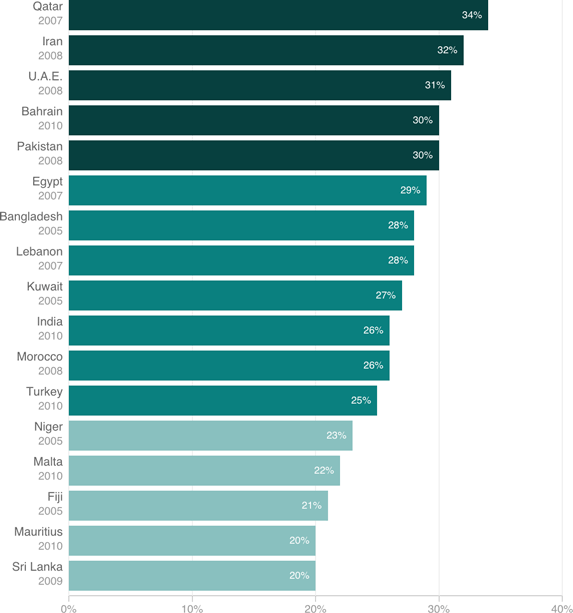 Qatar
2007
34%
Iran
2008
32%
U.A.E.
2008
31%
Bahrain
2010
30%
Pakistan
2008
30%
Egypt
2007
29%
Bangladesh
2005
28%
Lebanon
2007
28%
Kuwait
2005
27%
India
2010
26%
Morocco
2008
26%
Turkey
2010
25%
Niger
2005
23%
Malta
2010
22%
Fiji
2005
21%
Mauritius
2010
20%
Sri Lanka
2009
20%
0% 10% 20% 30% 40%